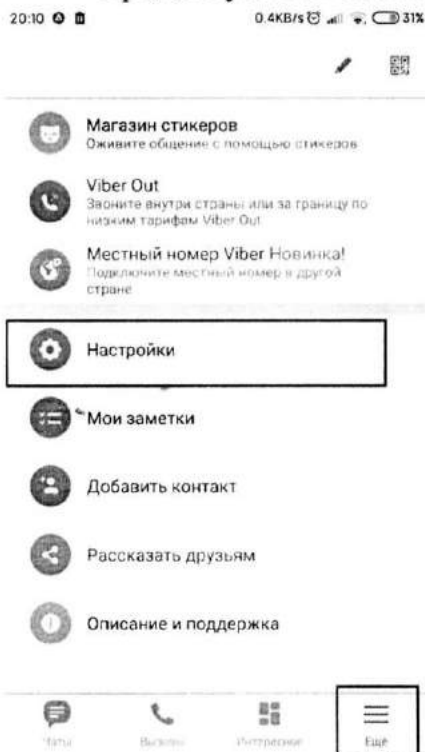 20:10 0.4KB/s 31%
Магазин стикеров
Оживите общение с помощью стикеров
Viber Out
Звоните внутри страны или за границу по
низким тарифам Viber Out
Местный номер Viber Новинка!
Подключите местный номер в другой
стране
Настройки
Мои заметки
Добавить контакт
Рассказать друзьям
Описание и поддержка
Чаты Вызовы Интересное Ещё